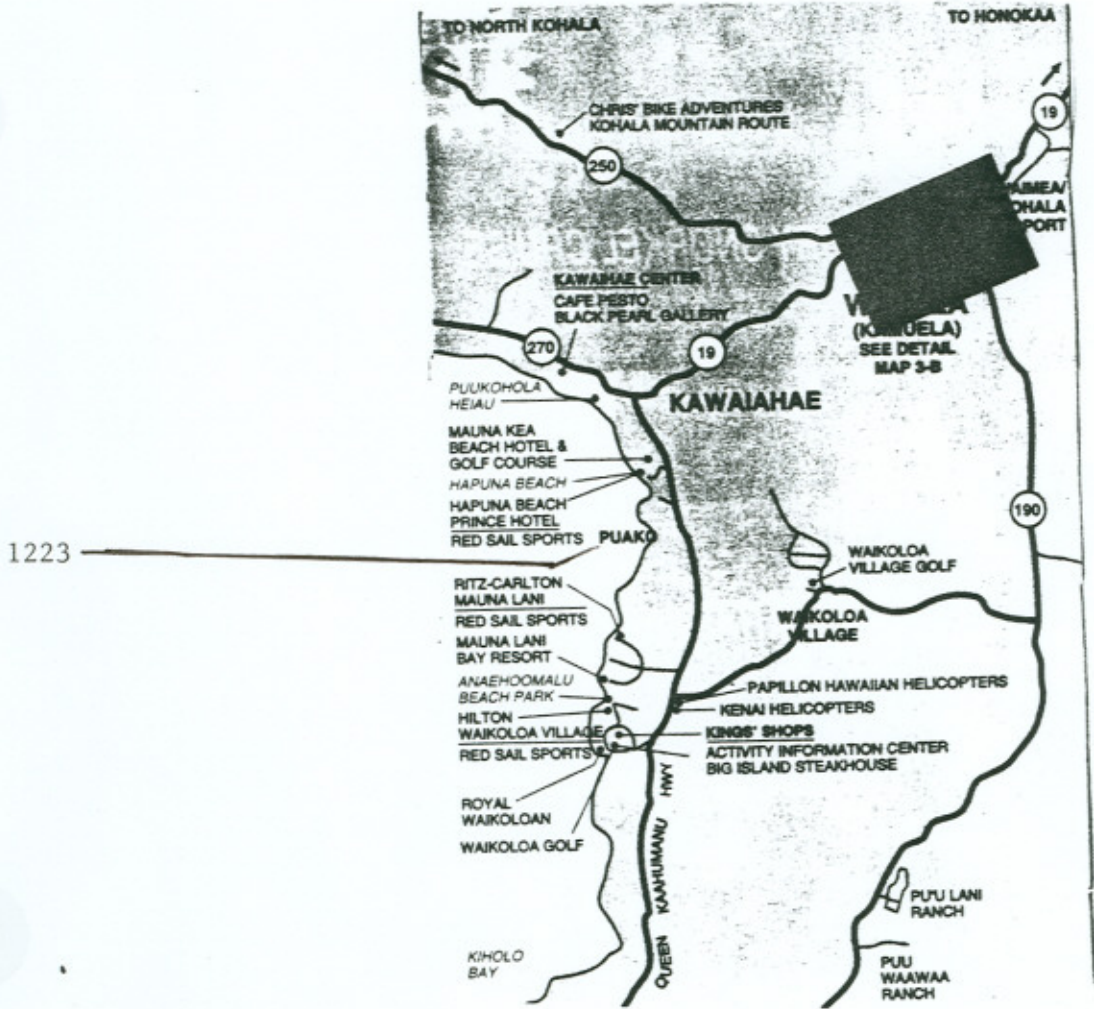 TO NORTH KOHALA
TO HONOKAA
19
CHRIS' BIKE ADVENTURES
KOHALA MOUNTAIN ROUTE
250
PORT
KAWAIHAE CENTER
CAFE PESTO
BLACK PEARL GALLERY
(KAMUELA)
SEE DETAIL
MAP 3-B
270
19
PUUKOHOLA
HEIAU
KAWAIAHAE
MAUNA KEA
BEACH HOTEL &
GOLF COURSE
HAPUNA BEACH
HAPUNA BEACH
PRINCE HOTEL
RED SAIL SPORTS
190
1223
PUAKO
WAIKOLOA
VILLAGE GOLF
RITZ-CARLTON
MAUNA LANI
RED SAIL SPORTS
WAIKOLOA
VILLAGE
MAUNA LANI
BAY RESORT
ANAEHOOMALU
BEACH PARK
PAPILLON HAWAIIAN HELICOPTERS
KENAI HELICOPTERS
HILTON
WAIKOLOA VILLAGE
RED SAIL SPORTS
KINGS' SHOPS
ACTIVITY INFORMATION CENTER
BIG ISLAND STEAKHOUSE
ROYAL
WAIKOLOAN
WAIKOLOA GOLF
QUEEN KAAHUMANU HWY
PU'U LANI
RANCH
KIHOLO
BAY
PUU
WAAWAA
RANCH